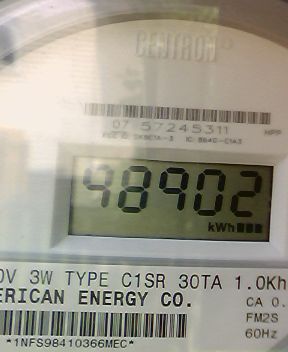 CENTRON
07 57245311
98902
kWh
0V 3W TYPE C1SR 30TA 1.0Kh
ERICAN ENERGY CO.
CA 0.
FM2S
60Hz
*1NFS98410366MEC*